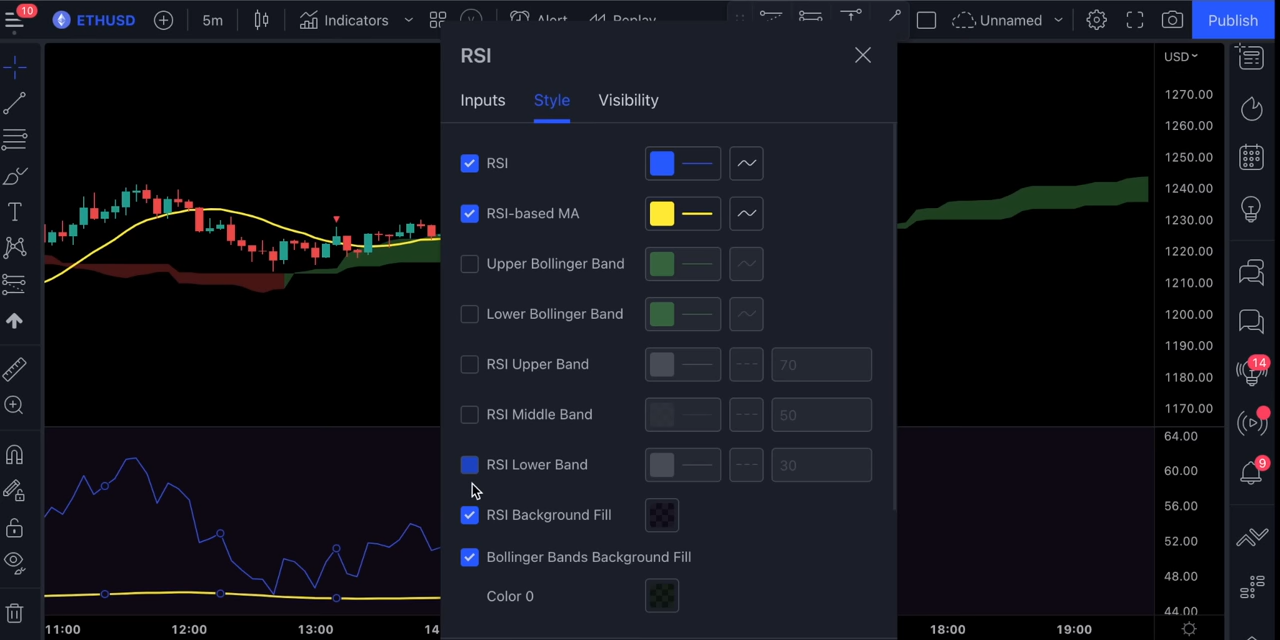 10
ETHUSD
5m
Indicators
Alert
Replay
Unnamed
Publish
RSI
Inputs
Style
Visibility
RSI
RSI-based MA
Upper Bollinger Band
Lower Bollinger Band
RSI Upper Band
70
RSI Middle Band
50
RSI Lower Band
30
RSI Background Fill
Bollinger Bands Background Fill
Color 0
USD
1270.00
1260.00
1250.00
1240.00
1230.00
1220.00
1210.00
1200.00
1190.00
1180.00
1170.00
64.00
60.00
56.00
52.00
48.00
44.00
14
9
11:00
12:00
13:00
14
18:00
19:00